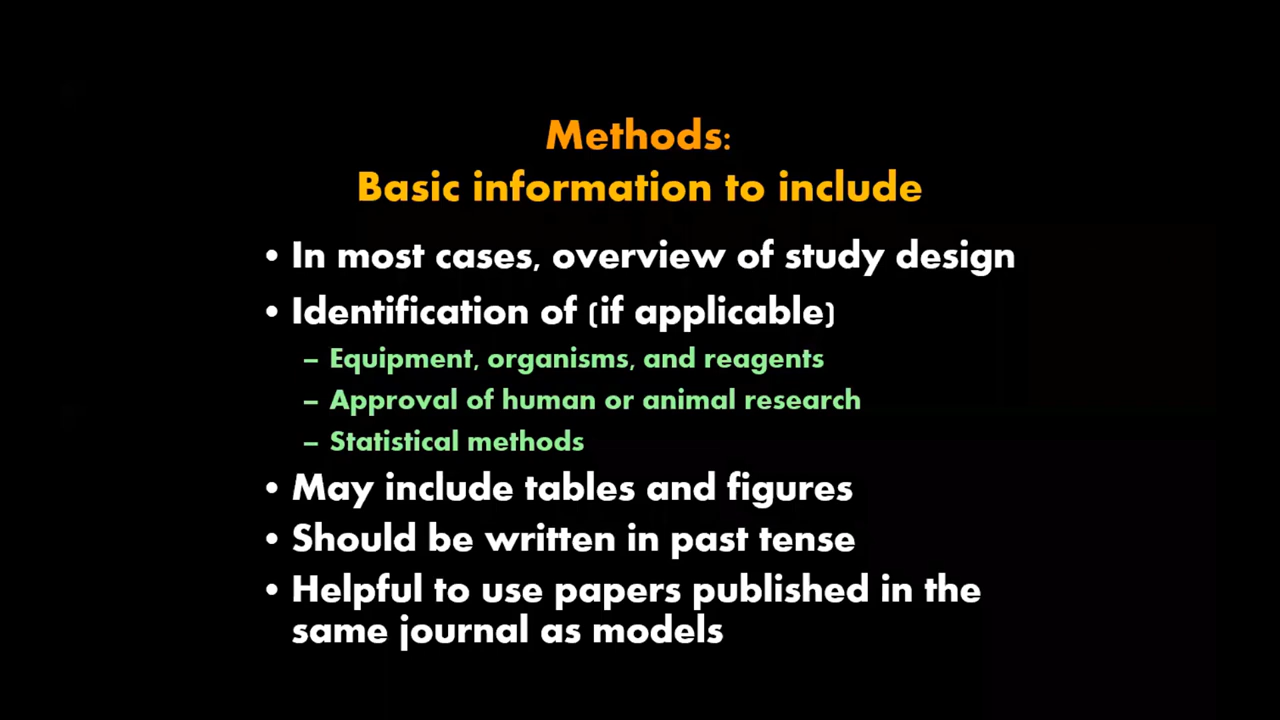 Methods:
Basic information to include
• In most cases, overview of study design
• Identification of (if applicable)
– Equipment, organisms, and reagents
– Approval of human or animal research
– Statistical methods
• May include tables and figures
• Should be written in past tense
• Helpful to use papers published in the
same journal as models